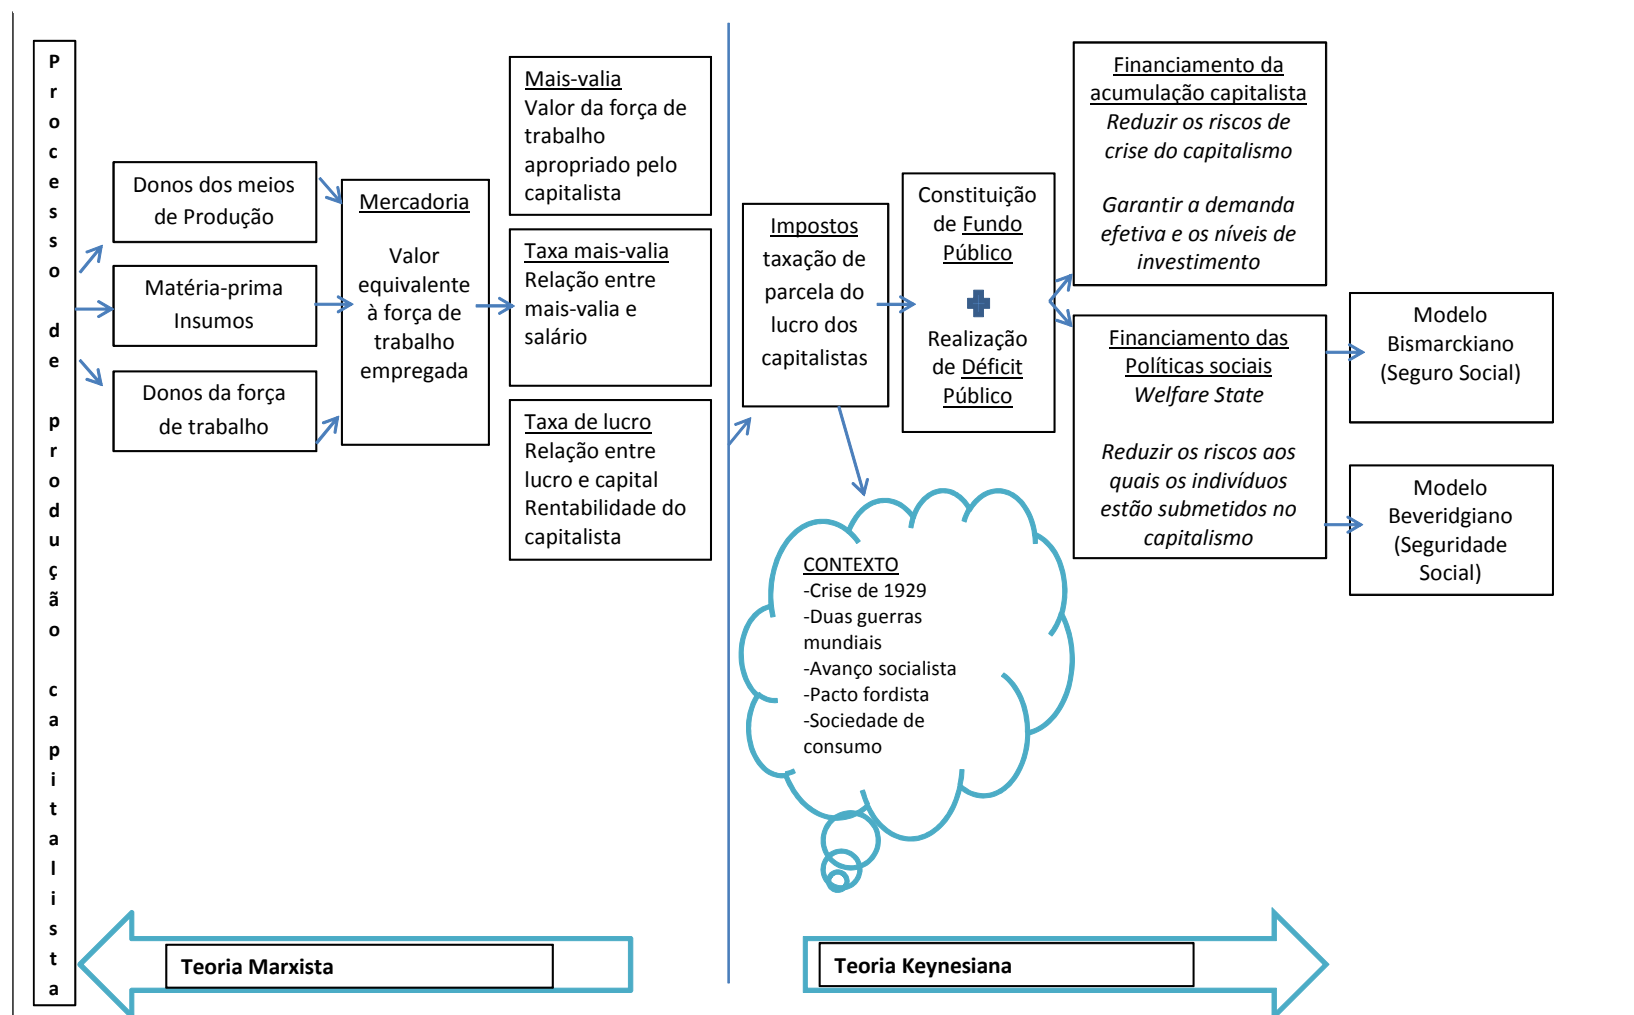 Processo de produção capitalista
Donos dos meios
de Produção
Matéria-prima
Insumos
Donos da força
de trabalho
Mercadoria
Valor
equivalente
à força de
trabalho
empregada
Mais-valia
Valor da força de
trabalho
apropriado pelo
capitalista
Taxa mais-valia
Relação entre
mais-valia e
salário
Taxa de lucro
Relação entre
lucro e capital
Rentabilidade do
capitalista
Impostos
taxação de
parcela do
lucro dos
capitalistas
Constituição
de Fundo
Público
Realização
de Déficit
Público
Financiamento da
acumulação capitalista
Reduzir os riscos de
crise do capitalismo
Garantir a demanda
efetiva e os níveis de
investimento
Financiamento das
Políticas sociais
Welfare State
Reduzir os riscos aos
quais os indivíduos
estão submetidos no
capitalismo
Modelo
Bismarckiano
(Seguro Social)
Modelo
Beveridgiano
(Seguridade
Social)
CONTEXTO
-Crise de 1929
-Duas guerras
mundiais
-Avanço socialista
-Pacto fordista
-Sociedade de
consumo
Teoria Marxista
Teoria Keynesiana